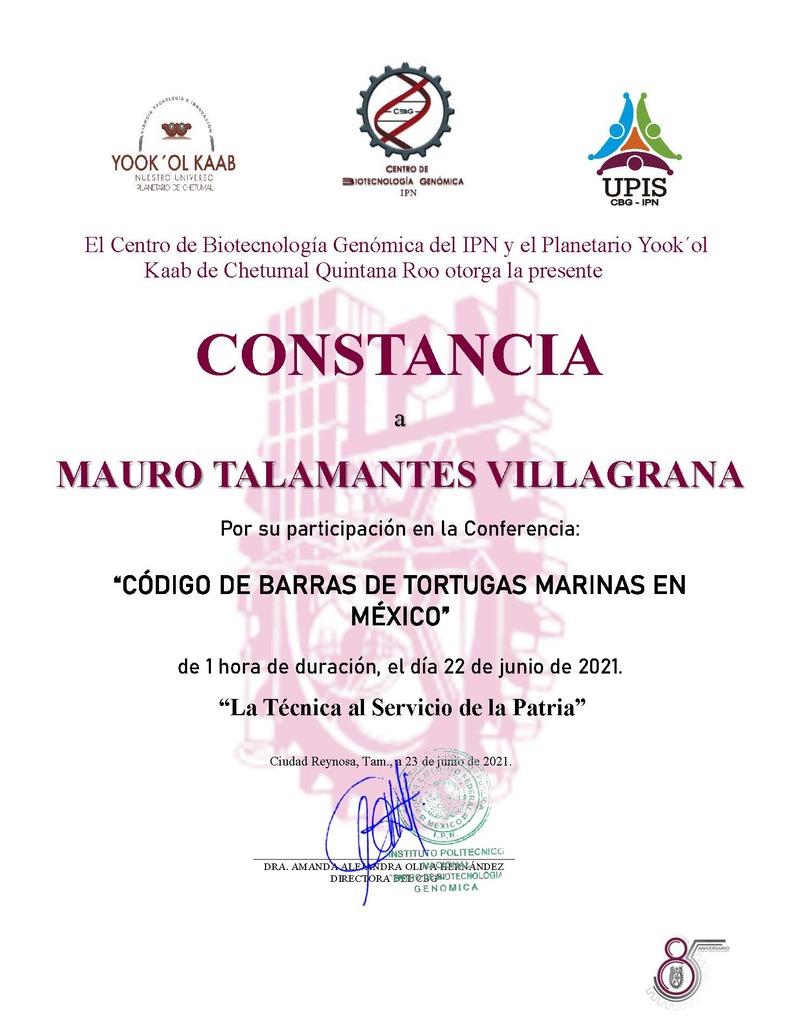 CIENCIA TECNOLOGÍA E INNOVACIÓN
YOOK´OL KAAB
NUESTRO UNIVERSO
PLANETARIO DE CHETUMAL
CBG
CENTRO DE
BIOTECNOLOGÍA GENÓMICA
IPN
UPIS
CBG - IPN
El Centro de Biotecnología Genómica del IPN y el Planetario Yook´ol
Kaab de Chetumal Quintana Roo otorga la presente
IPN
CONSTANCIA
a
MAURO TALAMANTES VILLAGRANA
Por su participación en la Conferencia:
“CÓDIGO DE BARRAS DE TORTUGAS MARINAS EN
MÉXICO”
de 1 hora de duración, el día 22 de junio de 2021.
“La Técnica al Servicio de la Patria”
Ciudad Reynosa, Tam., a 23 de junio de 2021.
EJECUTIVO FEDERAL
MEXICO
I.P.N.
INSTITUTO POLITECNICO
NACIONAL
CENTRO DE BIOTECNOLOGIA
GENÓMICA
DRA. AMANDA ALEJANDRA OLIVA HERNÁNDEZ
DIRECTORA DEL CBG
85
ANIVERSARIO